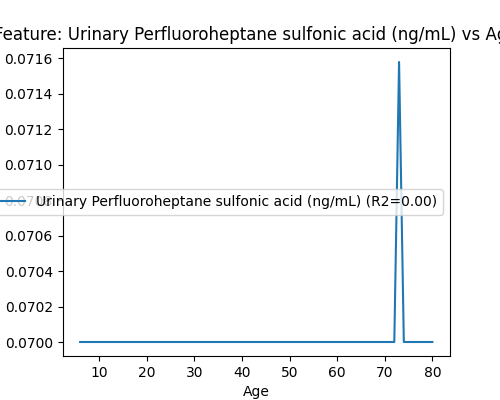 Feature: Urinary Perfluoroheptane sulfonic acid (ng/mL) vs Ag
0.0716
0.0714
0.0712
0.0710
0.0708
Urinary Perfluoroheptane sulfonic acid (ng/mL) (R2=0.00)
0.0706
0.0704
0.0702
0.0700
10 20 30 40 50 60 70 80
Age